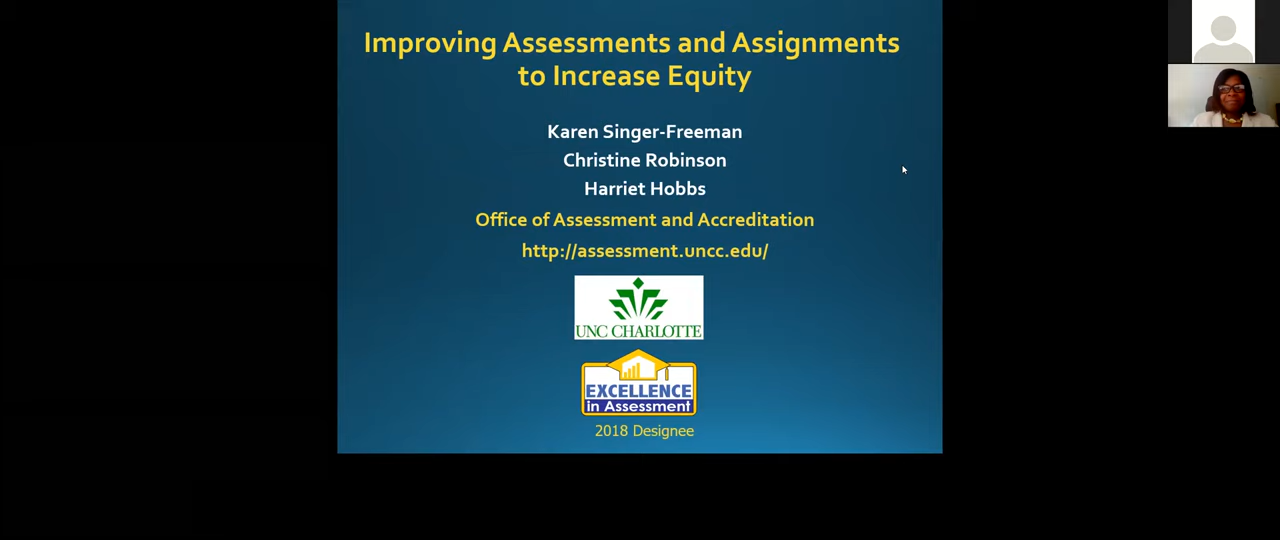 Improving Assessments and Assignments
to Increase Equity
Karen Singer-Freeman
Christine Robinson
Harriet Hobbs
Office of Assessment and Accreditation
http://assessment.uncc.edu/
UNC CHARLOTTE
EXCELLENCE
in Assessment
2018 Designee